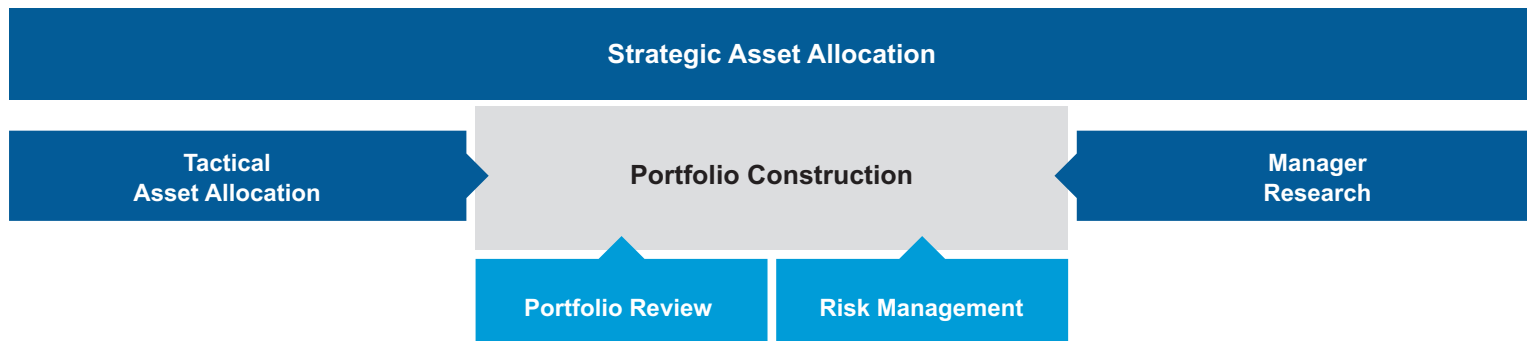 Strategic Asset Allocation
Tactical
Asset Allocation
Portfolio Construction
Manager
Research
Portfolio Review
Risk Management